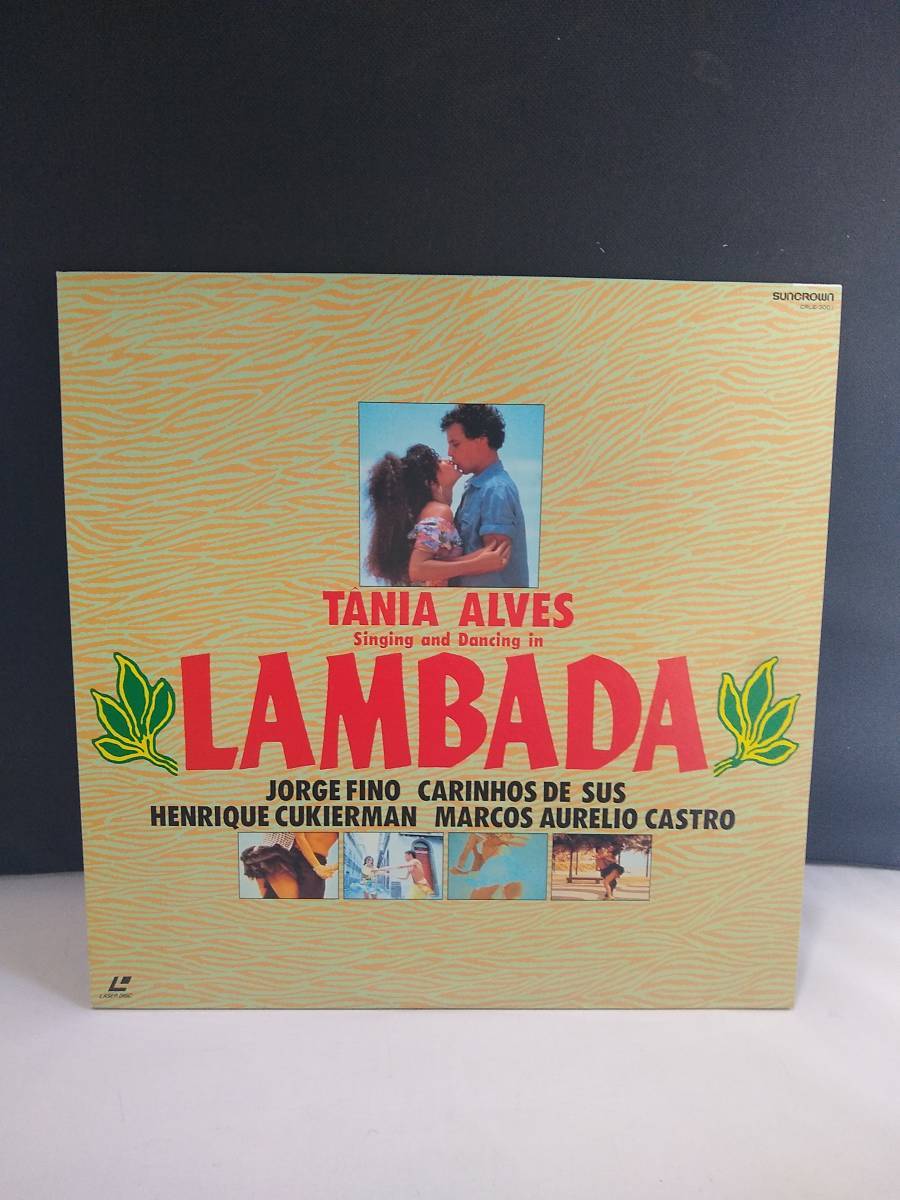 SUNCROWN
TÂNIA ALVES
Singing and Dancing in
LAMBADA
JORGE FINO CARINHOS DE SUS
HENRIQUE CUKIERMAN MARCOS AURELIO CASTRO
LASER DISC